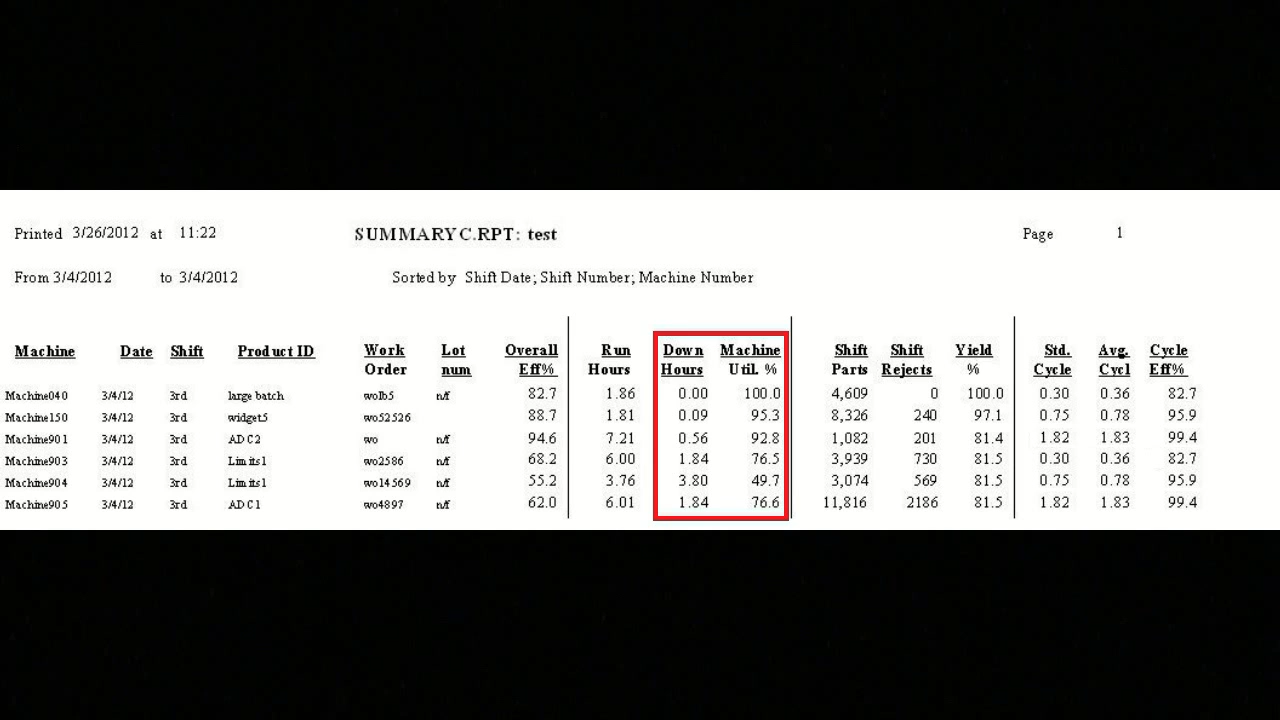 Printed 3/26/2012 at 11:22 SUMMARYC.RPT: test Page 1
From 3/4/2012 to 3/4/2012 Sorted by Shift Date; Shift Number; Machine Number
Machine Date Shift Product ID Work Order Lot num Overall Eff% Run Hours Down Hours Machine Util. % Shift Parts Shift Rejects Yield % Std. Cycle Avg. Cycl Cycle Eff%
Machine040 3/4/12 3rd large batch wolb5 n/f 82.7 1.86 0.00 100.0 4,609 0 100.0 0.30 0.36 82.7
Machine150 3/4/12 3rd widget5 wo52526 88.7 1.81 0.09 95.3 8,326 240 97.1 0.75 0.78 95.9
Machine901 3/4/12 3rd ADC2 wo n/f 94.6 7.21 0.56 92.8 1,082 201 81.4 1.82 1.83 99.4
Machine903 3/4/12 3rd Limits1 wo2586 n/f 68.2 6.00 1.84 76.5 3,939 730 81.5 0.30 0.36 82.7
Machine904 3/4/12 3rd Limits1 wo14569 n/f 55.2 3.76 3.80 49.7 3,074 569 81.5 0.75 0.78 95.9
Machine905 3/4/12 3rd ADC1 wo4897 n/f 62.0 6.01 1.84 76.6 11,816 2186 81.5 1.82 1.83 99.4